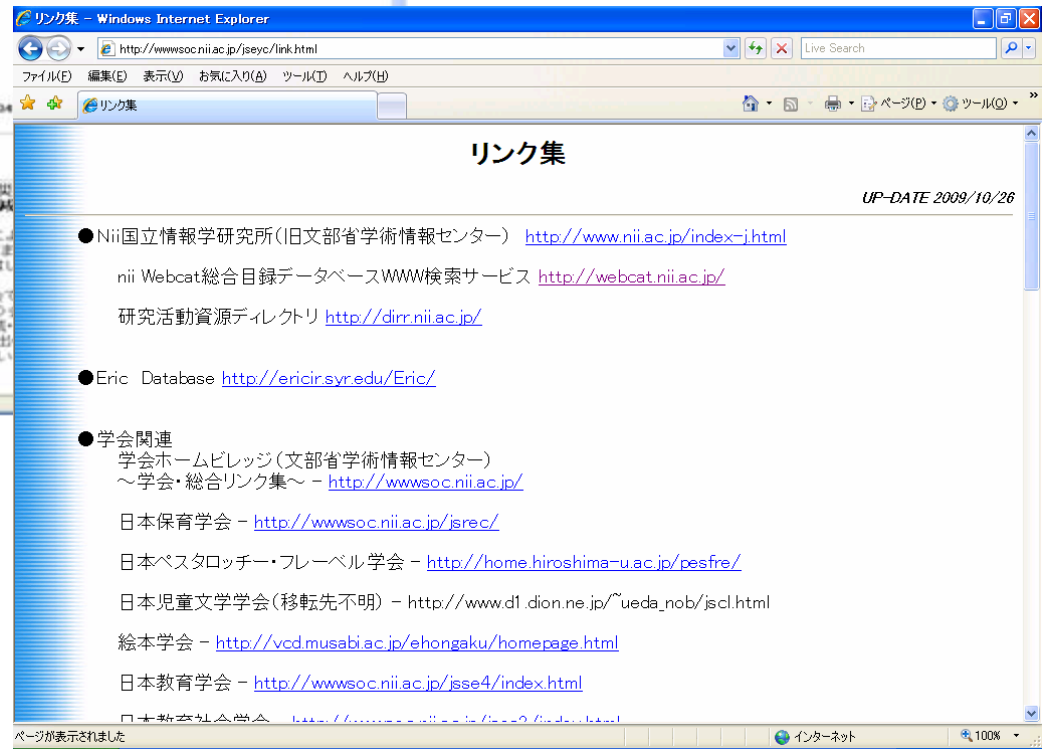 リンク集 - Windows Internet Explorer
http://wwwsoc.nii.ac.jp/jseyc/link.html
Live Search
ファイル(F) 編集(E) 表示(V) お気に入り(A) ツール(T) ヘルプ(H)
リンク集
ページ(P) ツール(O)
リンク集
UP-DATE 2009/10/26
●Nii国立情報学研究所(旧文部省学術情報センター) http://www.nii.ac.jp/index-j.html
nii Webcat総合目録データベースWWW検索サービス http://webcat.nii.ac.jp/
研究活動資源ディレクトリ http://dirr.nii.ac.jp/
●Eric Database http://ericir.syr.edu/Eric/
●学会関連
学会ホームビレッジ(文部省学術情報センター)
~学会・総合リンク集~ - http://wwwsoc.nii.ac.jp/
日本保育学会 - http://wwwsoc.nii.ac.jp/jsrec/
日本ペスタロッチー・フレーベル学会 - http://home.hiroshima-u.ac.jp/pesfre/
日本児童文学学会(移転先不明) - http://www.d1.dion.ne.jp/~ueda_nob/jscl.html
絵本学会 - http://vcd.musabi.ac.jp/ehongaku/homepage.html
日本教育学会 - http://wwwsoc.nii.ac.jp/jsse4/index.html
日本教育社会学会
ページが表示されました
インターネット
100%